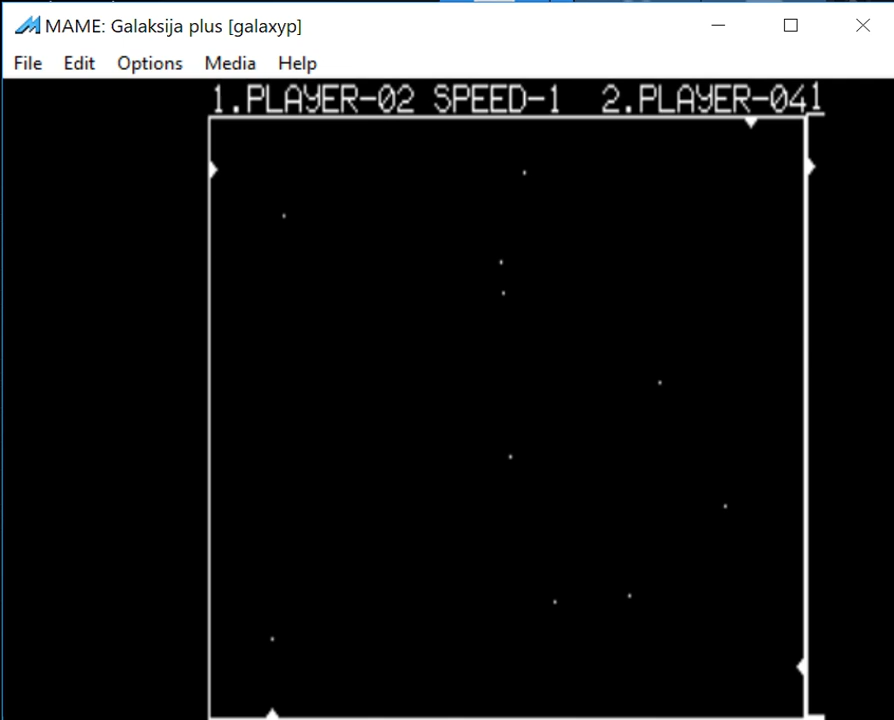 MAME: Galaksija plus [galaxyp]
File Edit Options Media Help
1.PLAYER-02 SPEED-1 2.PLAYER-041